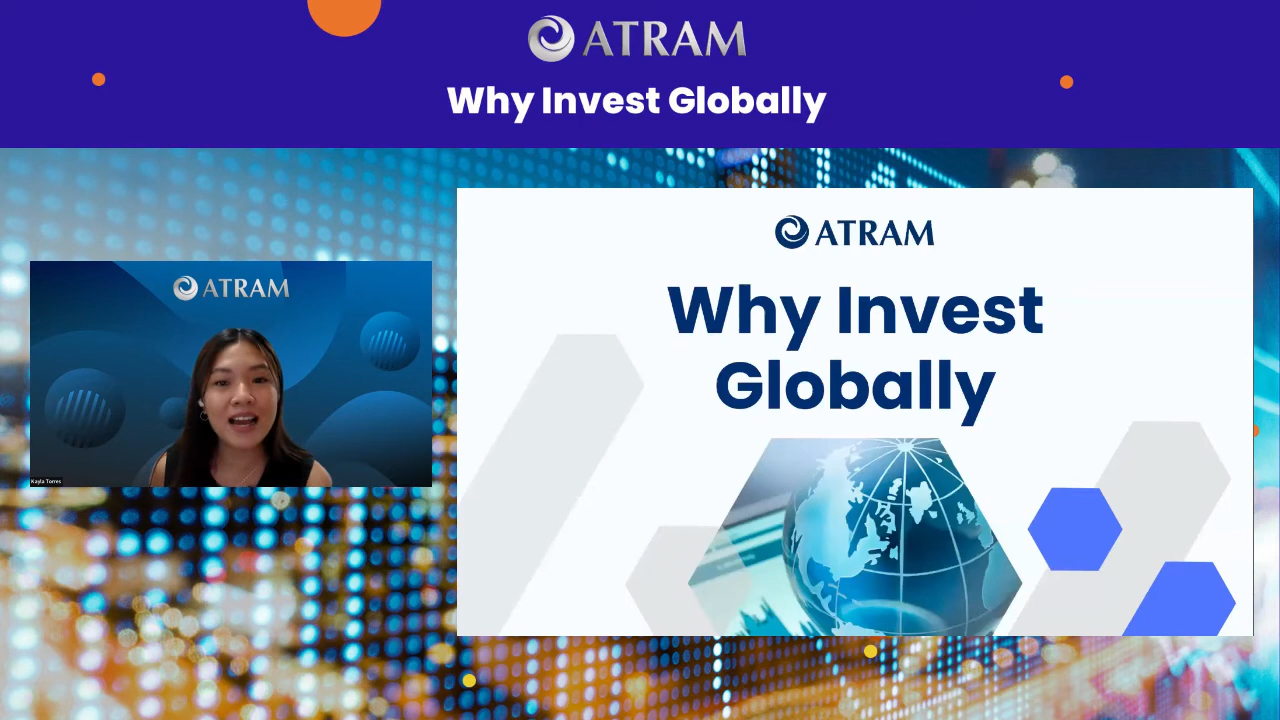 ATRAM
Why Invest Globally
ATRAM
Kayla Torres
ATRAM
Why Invest
Globally